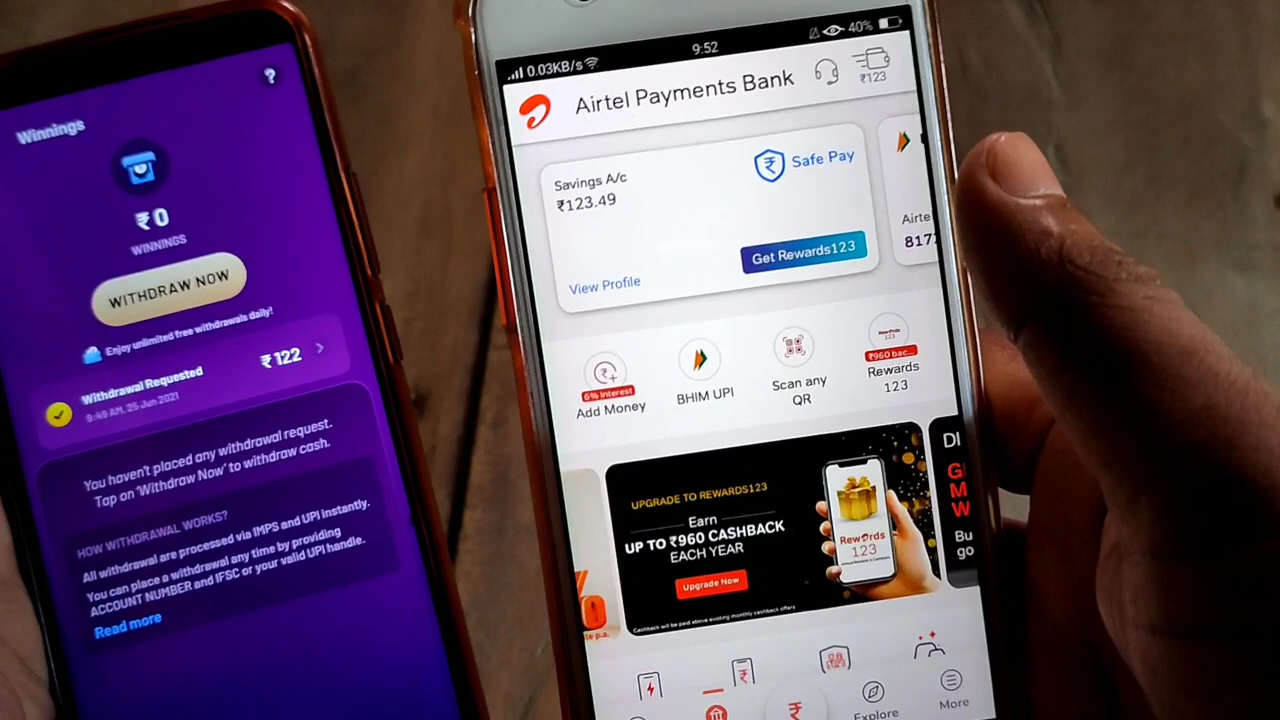 ?
Winnings
₹0
WINNINGS
WITHDRAW NOW
Enjoy unlimited free withdrawals daily!
Withdrawal Requested
₹122
9:49 AM, 25 Jun 2021
You haven't placed any withdrawal request.
Tap on 'Withdraw Now' to withdraw cash.
HOW WITHDRAWAL WORKS?
All withdrawal are processed via IMPS and UPI instantly.
You can place a withdrawal any time by providing
ACCOUNT NUMBER and IFSC or your valid UPI handle.
Read more
0.03KB/s
9:52
40%
Airtel Payments Bank
₹123
Savings A/c
₹123.49
Safe Pay
View Profile
Get Rewards123
Airte
817
6% Interest
Add Money
BHIM UPI
Scan any
QR
Rewards
123
₹960 bac...
Rewards
123
te p.a.
UPGRADE TO REWARDS123
Earn
UP TO ₹960 CASHBACK
EACH YEAR
Upgrade Now
Cashback will be paid above existing monthly cashback offers
Rewards
123
DI
G
M
W
Bu
go
Explore
More